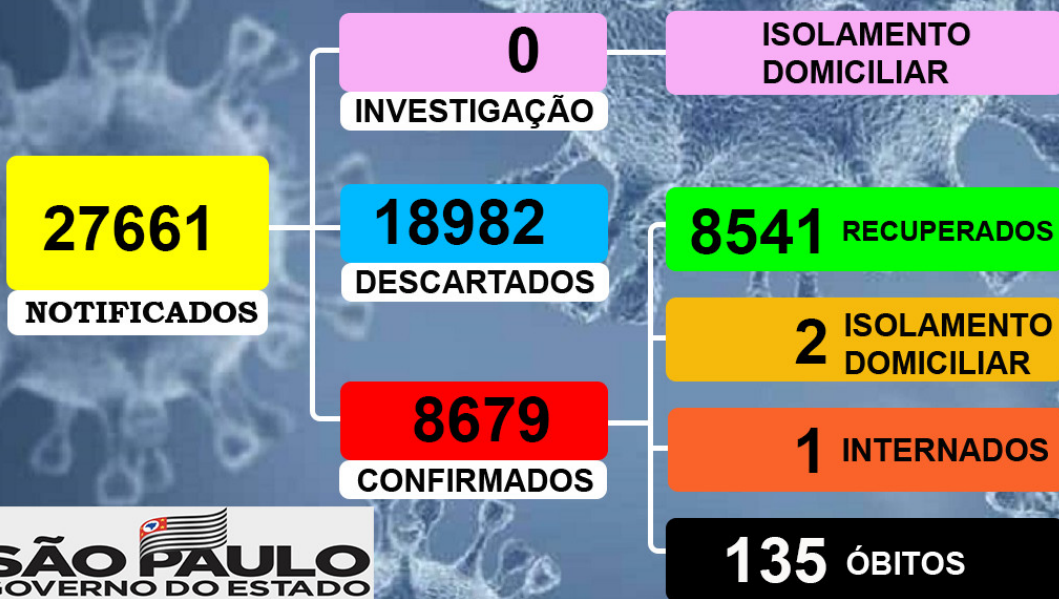 0
INVESTIGAÇÃO
ISOLAMENTO
DOMICILIAR
27661
NOTIFICADOS
18982
DESCARTADOS
8541 RECUPERADOS
2 ISOLAMENTO
DOMICILIAR
8679
CONFIRMADOS
1 INTERNADOS
135 ÓBITOS
SÃO PAULO
GOVERNO DO ESTADO